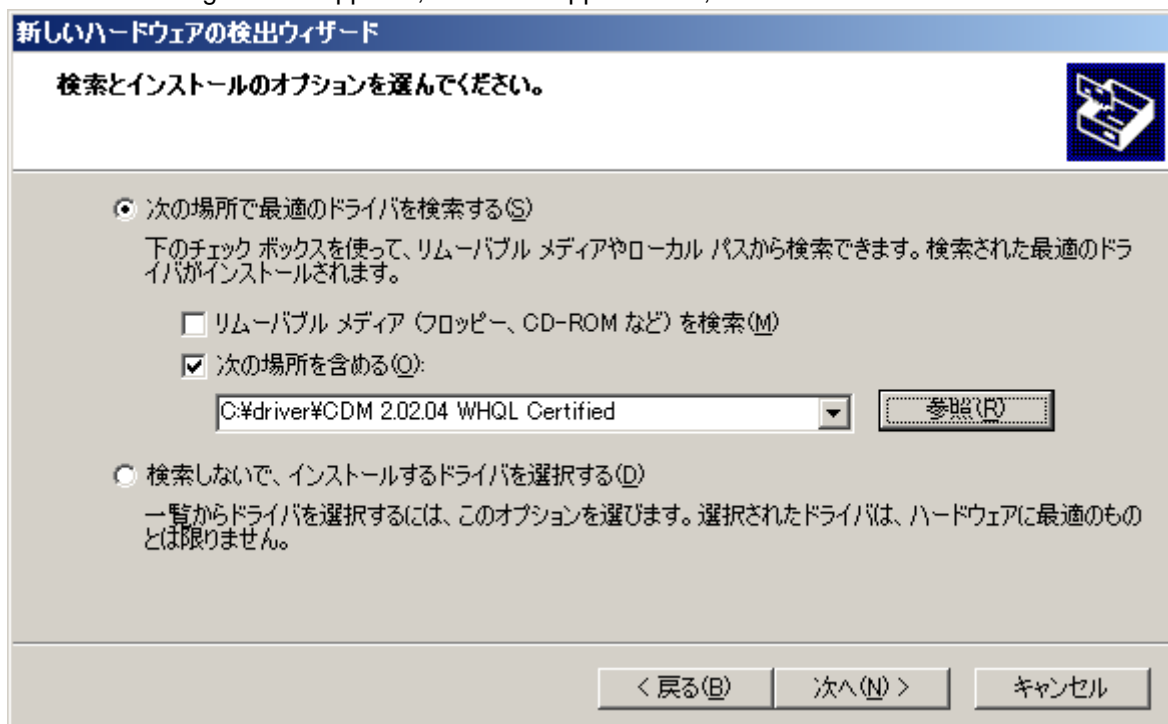 新しいハードウェアの検出ウィザード
検索とインストールのオプションを選んでください。
次の場所で最適のドライバを検索する(S)
下のチェック ボックスを使って、リムーバブル メディアやローカル パスから検索できます。検索された最適のドラ
イバがインストールされます。
リムーバブル メディア (フロッピー、CD-ROM など) を検索(M)
次の場所を含める(O):
C:¥driver¥CDM 2.02.04 WHQL Certified
参照(R)
検索しないで、インストールするドライバを選択する(D)
一覧からドライバを選択するには、このオプションを選びます。選択されたドライバは、ハードウェアに最適のもの
とは限りません。
< 戻る(B) 次へ(N) > キャンセル